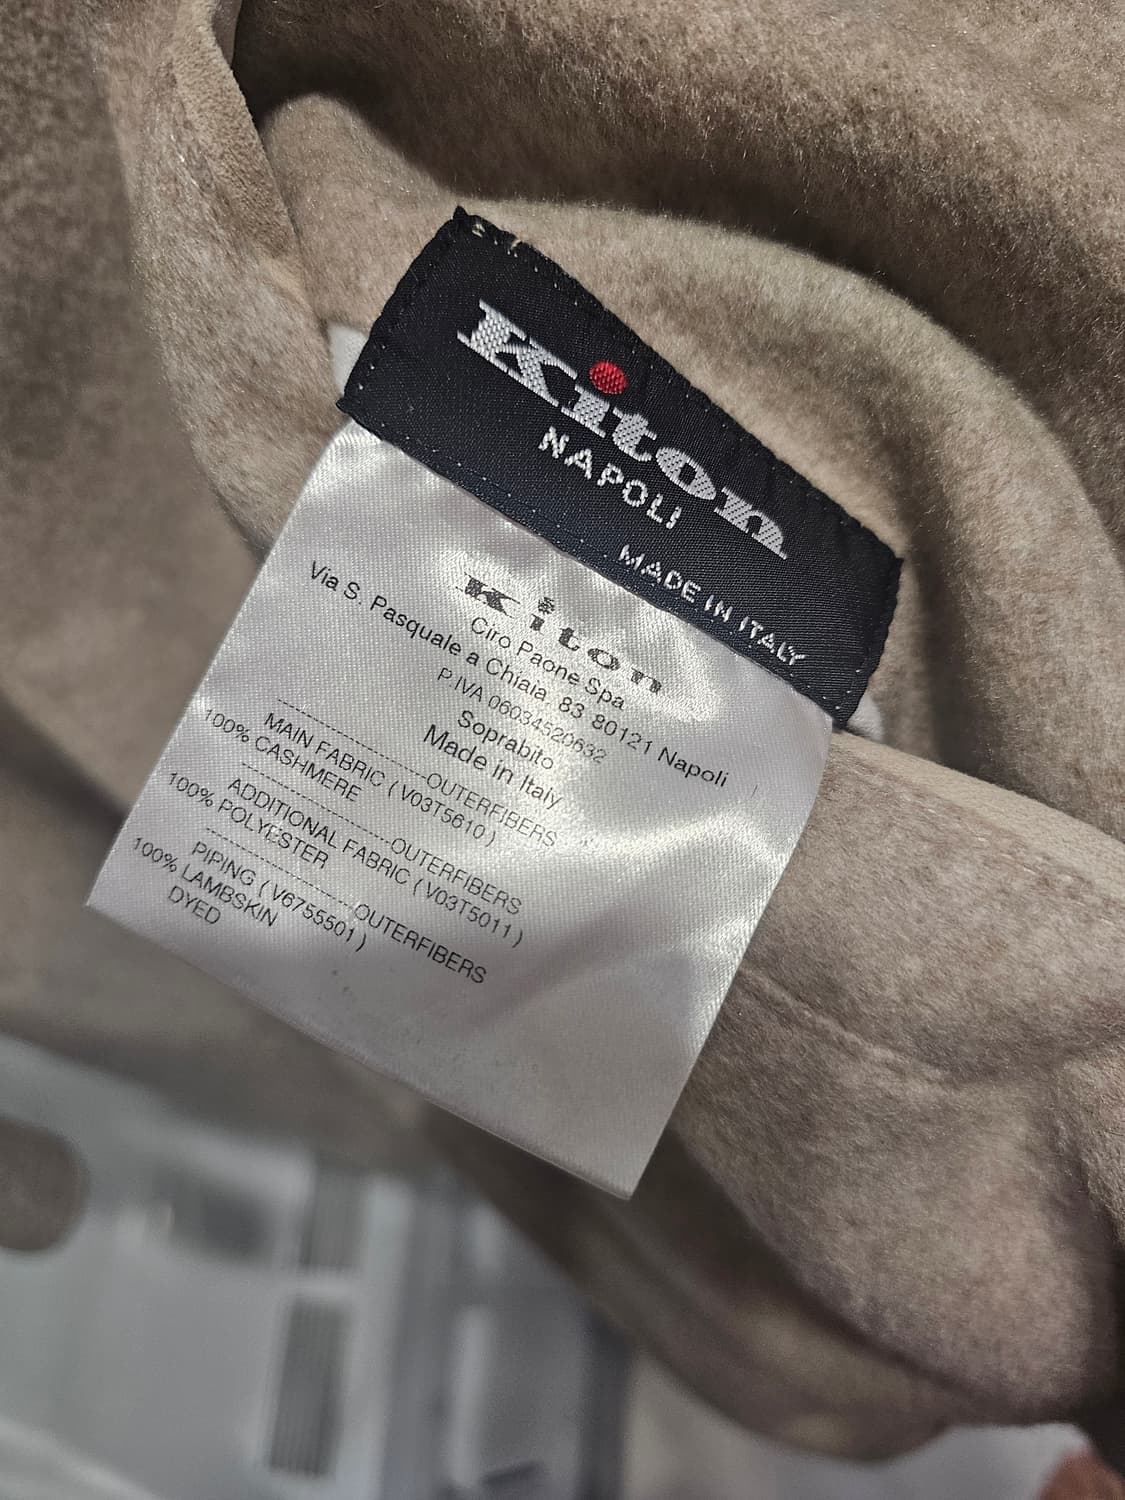 Kiton
NAPOLI
MADE IN ITALY
Kiton
Ciro Paone Spa
Via S. Pasquale a Chiaia, 83 80121 Napoli
P.IVA 06034520632
Soprabito
Made in Italy
--------------------OUTERFIBERS
MAIN FABRIC ( V03T5610 )
100% CASHMERE
--------------------OUTERFIBERS
ADDITIONAL FABRIC ( V03T5011 )
100% POLYESTER
--------------------OUTERFIBERS
PIPING ( V6755501 )
100% LAMBSKIN
DYED